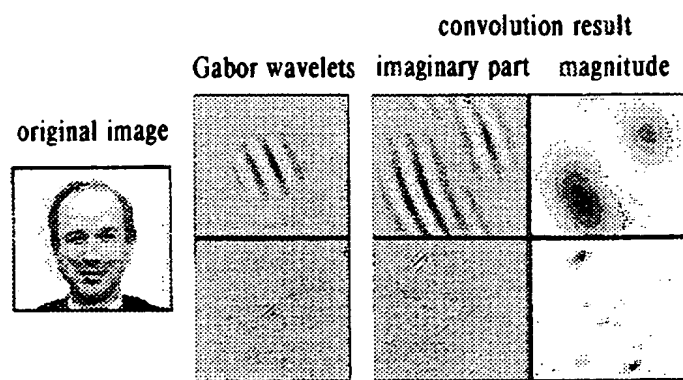 convolution result
Gabor wavelets imaginary part magnitude
original image